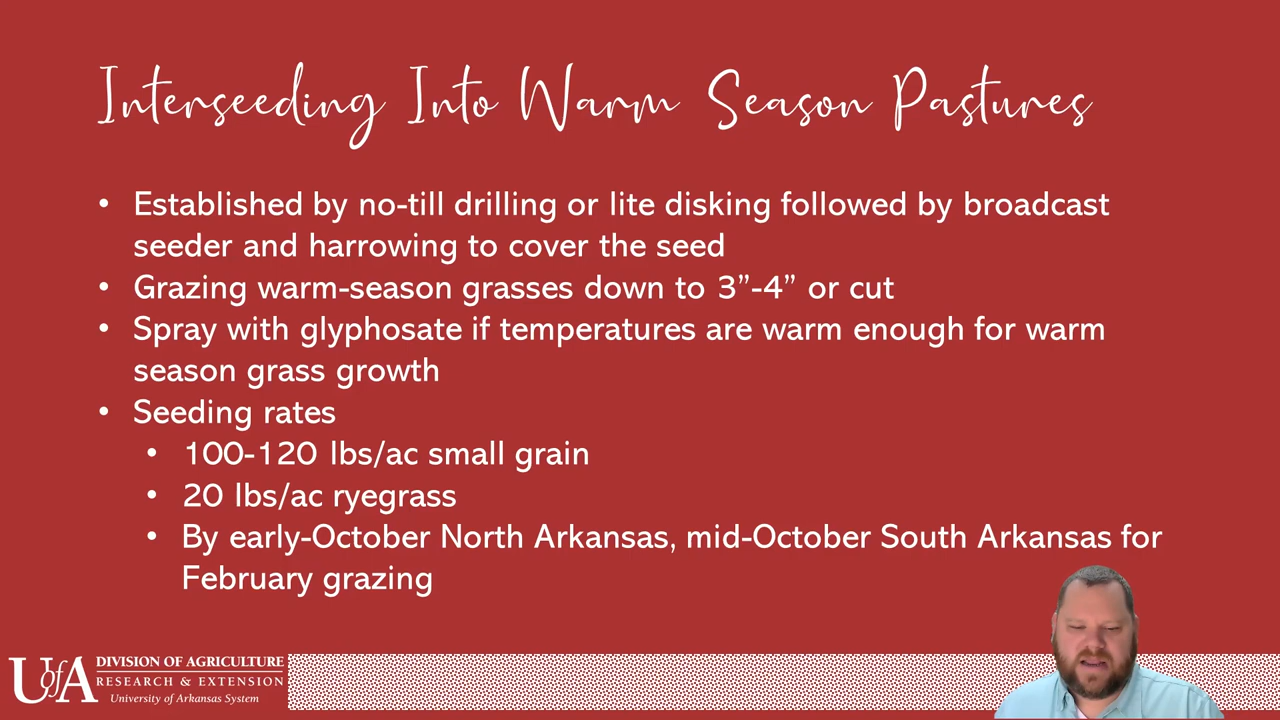 Interseeding Into Warm Season Pastures
• Established by no-till drilling or lite disking followed by broadcast
seeder and harrowing to cover the seed
• Grazing warm-season grasses down to 3”-4” or cut
• Spray with glyphosate if temperatures are warm enough for warm
season grass growth
• Seeding rates
• 100-120 lbs/ac small grain
• 20 lbs/ac ryegrass
• By early-October North Arkansas, mid-October South Arkansas for
February grazing
UofA
DIVISION OF AGRICULTURE
RESEARCH & EXTENSION
University of Arkansas System